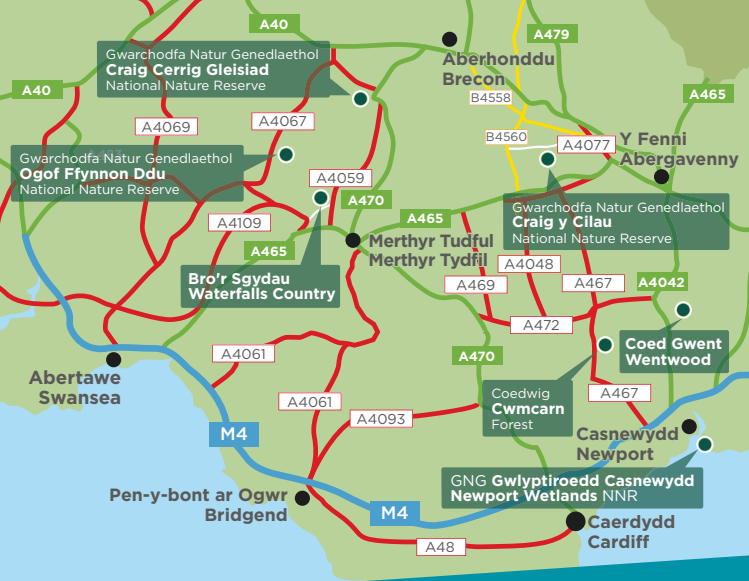 A40
A479
Gwarchodfa Natur Genedlaethol
Craig Cerrig Gleisiad
National Nature Reserve
Aberhonddu
Brecon
A40
B4558
A465
A4069
A4067
B4560
A4077
Y Fenni
Abergavenny
Gwarchodfa Natur Genedlaethol
Ogof Ffynnon Ddu
National Nature Reserve
A4059
A470
A465
Gwarchodfa Natur Genedlaethol
Craig y Cilau
National Nature Reserve
A4109
A465
Merthyr Tudful
Merthyr Tydfil
Bro'r Sgydau
Waterfalls Country
A4048
A469
A467
A4042
A472
Coed Gwent
Wentwood
A4061
A470
Abertawe
Swansea
A4061
A4093
Coedwig
Cwmcarn
Forest
A467
M4
Casnewydd
Newport
GNG Gwlyptiroedd Casnewydd
Newport Wetlands NNR
Pen-y-bont ar Ogwr
Bridgend
M4
Caerdydd
Cardiff
A48